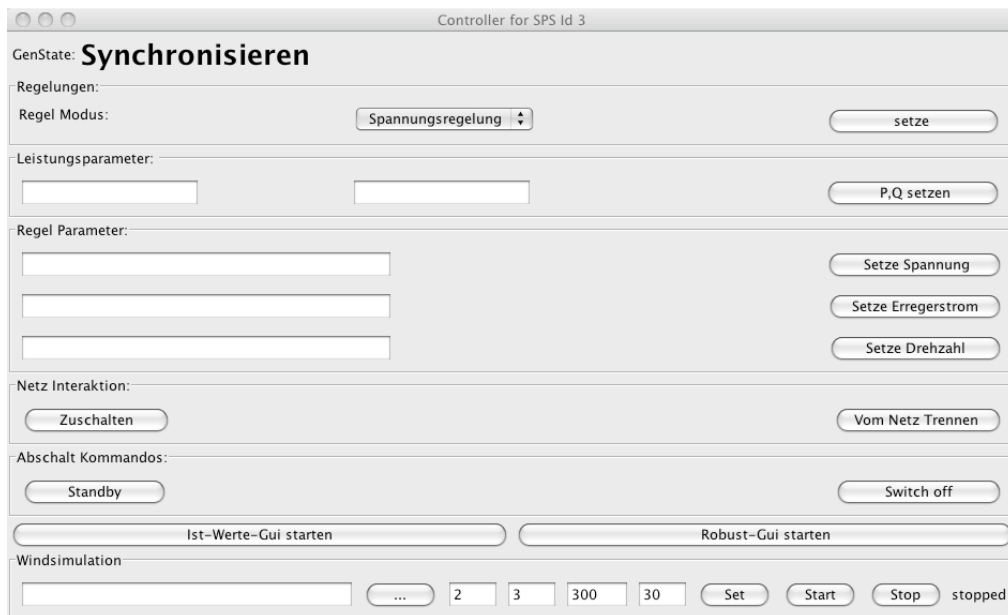 Controller for SPS Id 3
GenState: Synchronisieren
Regelungen:
Regel Modus: Spannungsregelung setze
Leistungsparameter:
P,Q setzen
Regel Parameter:
Setze Spannung
Setze Erregerstrom
Setze Drehzahl
Netz Interaktion:
Zuschalten Vom Netz Trennen
Abschalt Kommandos:
Standby Switch off
Ist-Werte-Gui starten Robust-Gui starten
Windsimulation
... 2 3 300 30 Set Start Stop stopped